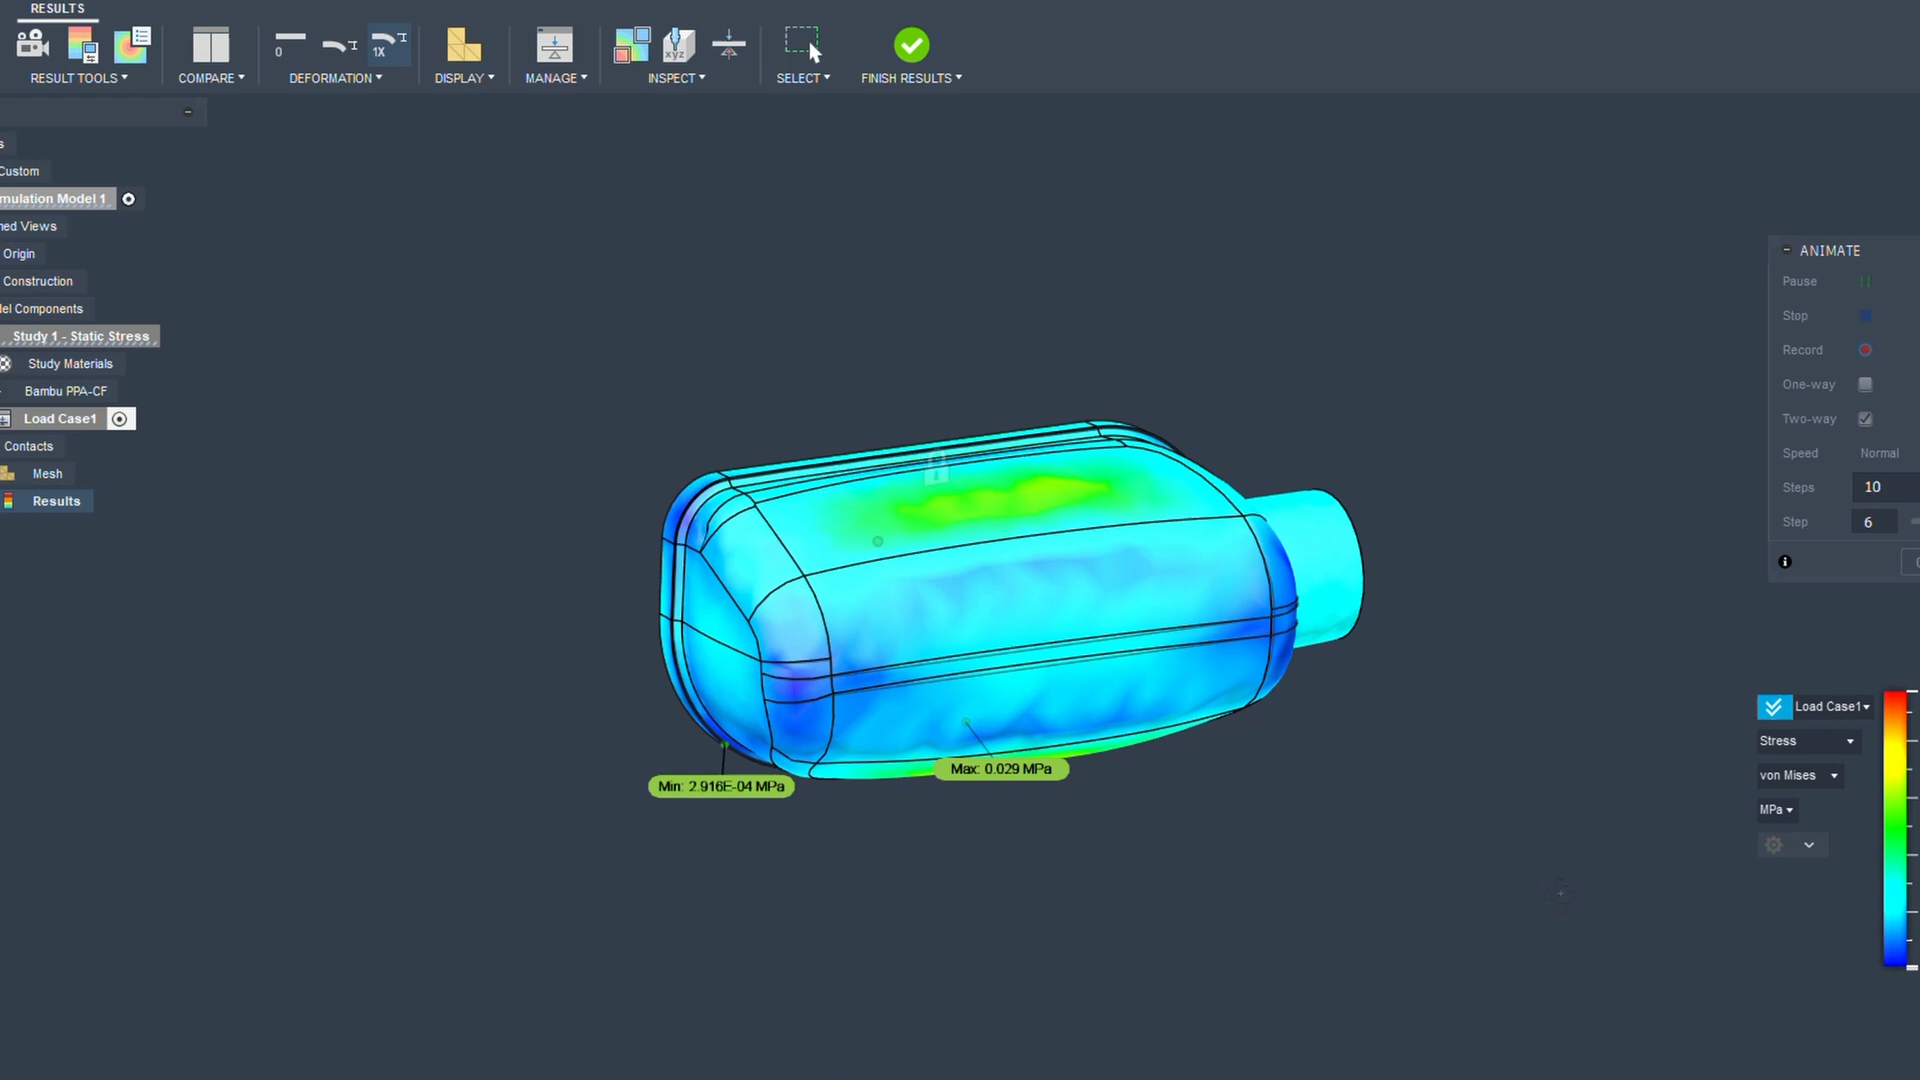 RESULTS
0
1X
xyz
RESULT TOOLS
COMPARE
DEFORMATION
DISPLAY
MANAGE
INSPECT
SELECT
FINISH RESULTS
s
Custom
mulation Model 1
ned Views
Origin
Construction
del Components
Study 1 - Static Stress
Study Materials
Bambu PPA-CF
Load Case1
Contacts
Mesh
Results
Min: 2.916E-04 MPa
Max: 0.029 MPa
ANIMATE
Pause
Stop
Record
One-way
Two-way
Speed Normal
Steps 10
Step 6
Load Case1
Stress
von Mises
MPa